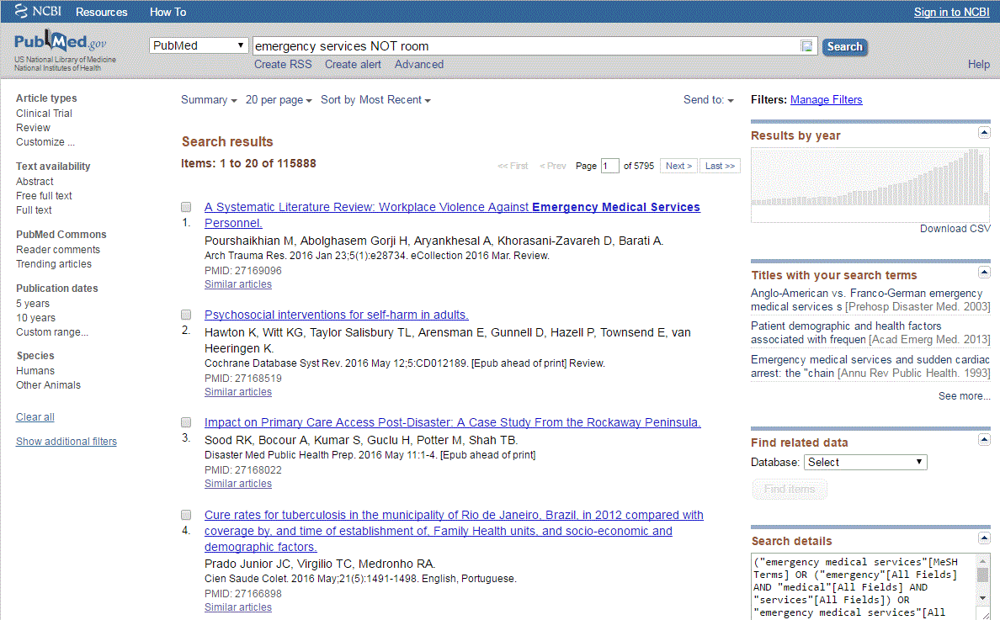 NCBI Resources How To Sign in to NCBI
PubMed.gov
US National Library of Medicine
National Institutes of Health
PubMed emergency services NOT room Search
Create RSS Create alert Advanced Help
Article types
Clinical Trial
Review
Customize ...
Text availability
Abstract
Free full text
Full text
PubMed Commons
Reader comments
Trending articles
Publication dates
5 years
10 years
Custom range...
Species
Humans
Other Animals
Clear all
Show additional filters
Summary 20 per page Sort by Most Recent Send to:
Search results
Items: 1 to 20 of 115888
<< First < Prev Page 1 of 5795 Next > Last >>
A Systematic Literature Review: Workplace Violence Against Emergency Medical Services
1. Personnel.
Pourshaikhian M, Abolghasem Gorji H, Aryankhesal A, Khorasani-Zavareh D, Barati A.
Arch Trauma Res. 2016 Jan 23;5(1):e28734. eCollection 2016 Mar. Review.
PMID: 27169096
Similar articles
Psychosocial interventions for self-harm in adults.
2. Hawton K, Witt KG, Taylor Salisbury TL, Arensman E, Gunnell D, Hazell P, Townsend E, van
Heeringen K.
Cochrane Database Syst Rev. 2016 May 12;5:CD012189. [Epub ahead of print] Review.
PMID: 27168519
Similar articles
Impact on Primary Care Access Post-Disaster: A Case Study From the Rockaway Peninsula.
3. Sood RK, Bocour A, Kumar S, Guclu H, Potter M, Shah TB.
Disaster Med Public Health Prep. 2016 May 11:1-4. [Epub ahead of print]
PMID: 27168022
Similar articles
Cure rates for tuberculosis in the municipality of Rio de Janeiro, Brazil, in 2012 compared with
4. coverage by, and time of establishment of, Family Health units, and socio-economic and
demographic factors.
Prado Junior JC, Virgilio TC, Medronho RA.
Cien Saude Colet. 2016 May;21(5):1491-1498. English, Portuguese.
PMID: 27166898
Similar articles
Filters: Manage Filters
Results by year
Download CSV
Titles with your search terms
Anglo-American vs. Franco-German emergency
medical services s [Prehosp Disaster Med. 2003]
Patient demographic and health factors
associated with frequen [Acad Emerg Med. 2013]
Emergency medical services and sudden cardiac
arrest: the "chain [Annu Rev Public Health. 1993]
See more...
Find related data
Database: Select
Find items
Search details
("emergency medical services"[MeSH
Terms] OR ("emergency"[All Fields]
AND "medical"[All Fields] AND
"services"[All Fields]) OR
"emergency medical services"[All